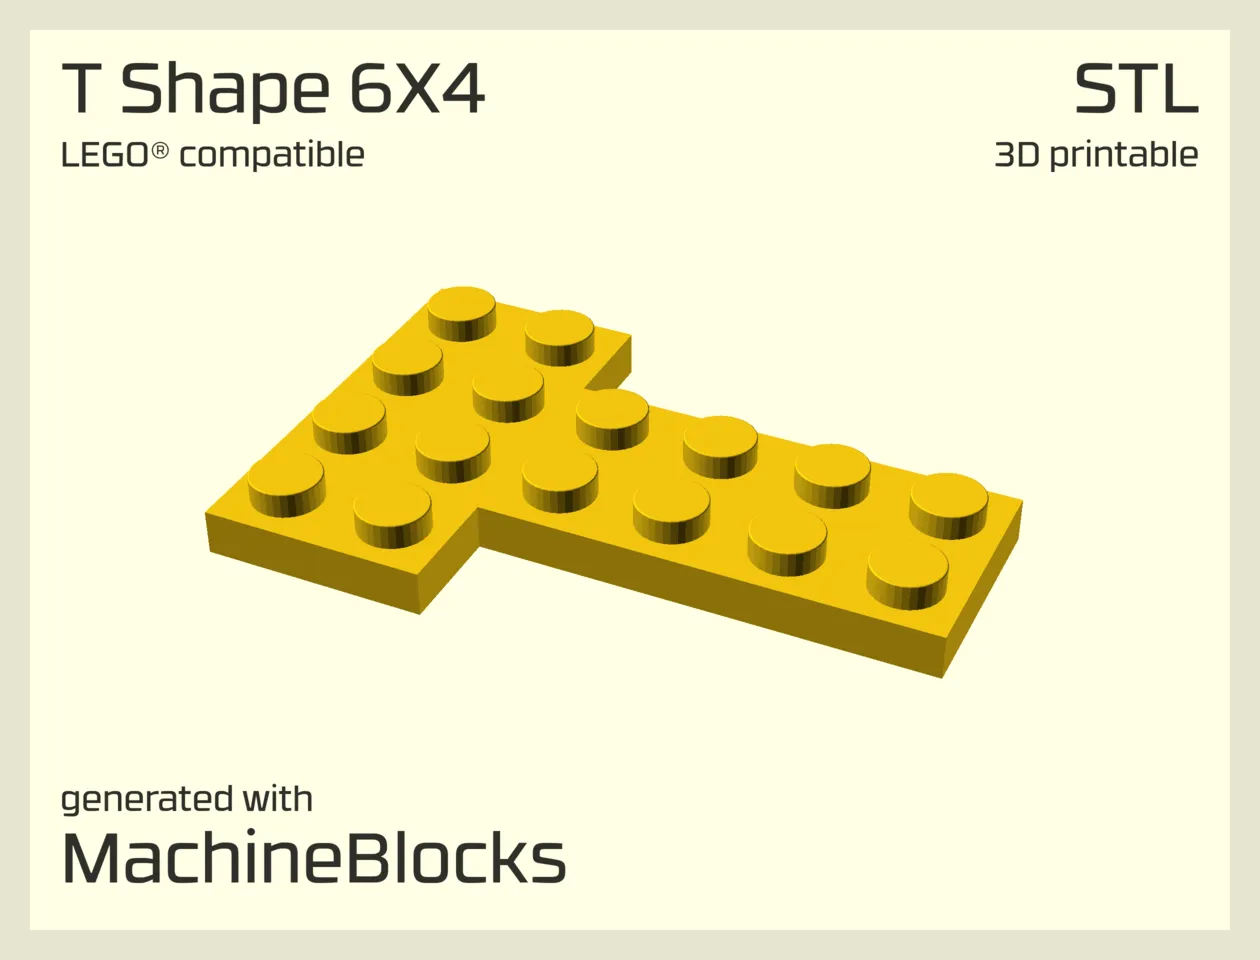 T Shape 6X4
LEGO® compatible
STL
3D printable
generated with
MachineBlocks